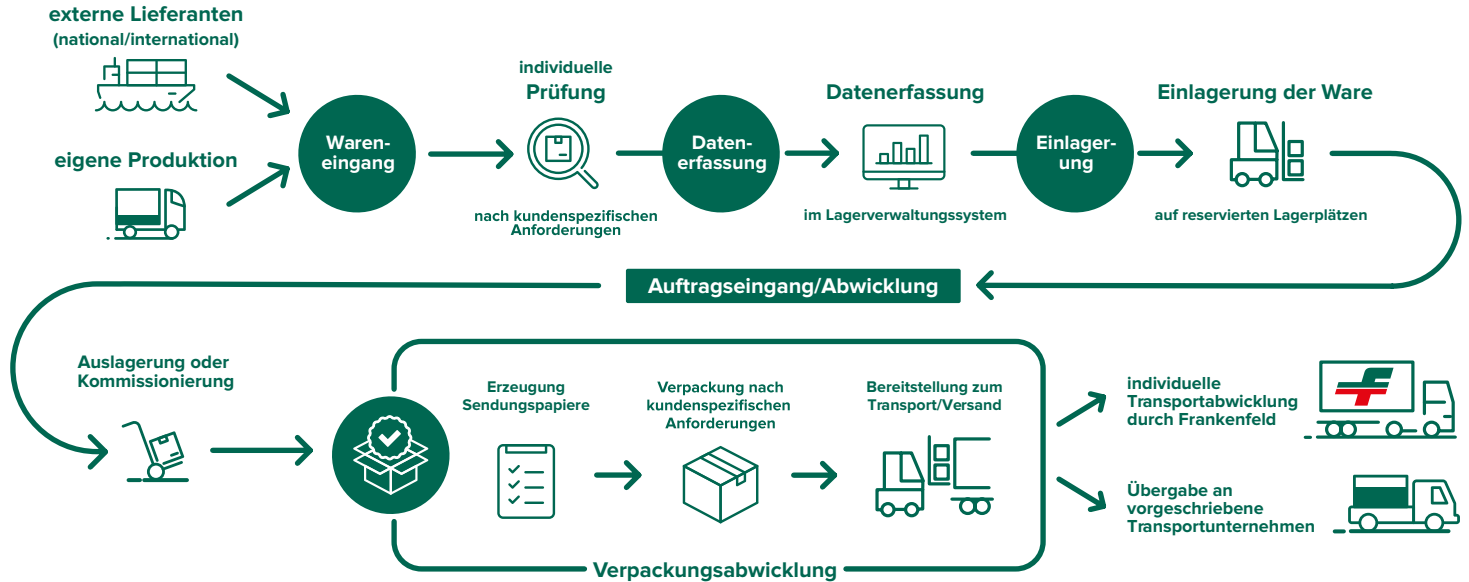 externe Lieferanten
(national/international)
eigene Produktion
Waren-
eingang
individuelle
Prüfung
nach kundenspezifischen
Anforderungen
Daten-
erfassung
Datenerfassung
im Lagerverwaltungssystem
Einlager-
ung
Einlagerung der Ware
auf reservierten Lagerplätzen
Auftragseingang/Abwicklung
Auslagerung oder
Kommissionierung
Erzeugung
Sendungspapiere
Verpackung nach
kundenspezifischen
Anforderungen
Bereitstellung zum
Transport/Versand
Verpackungsabwicklung
individuelle
Transportabwicklung
durch Frankenfeld
Übergabe an
vorgeschriebene
Transportunternehmen